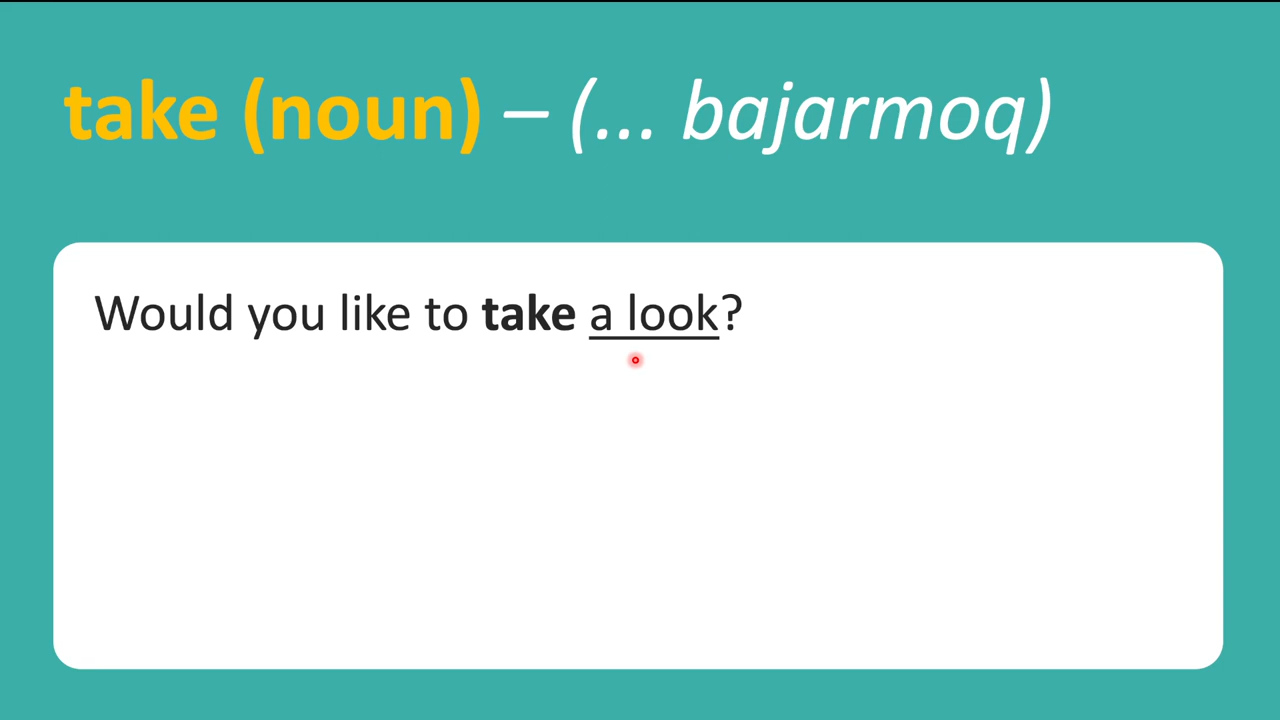 take (noun) – (... bajarmoq)
Would you like to take a look?